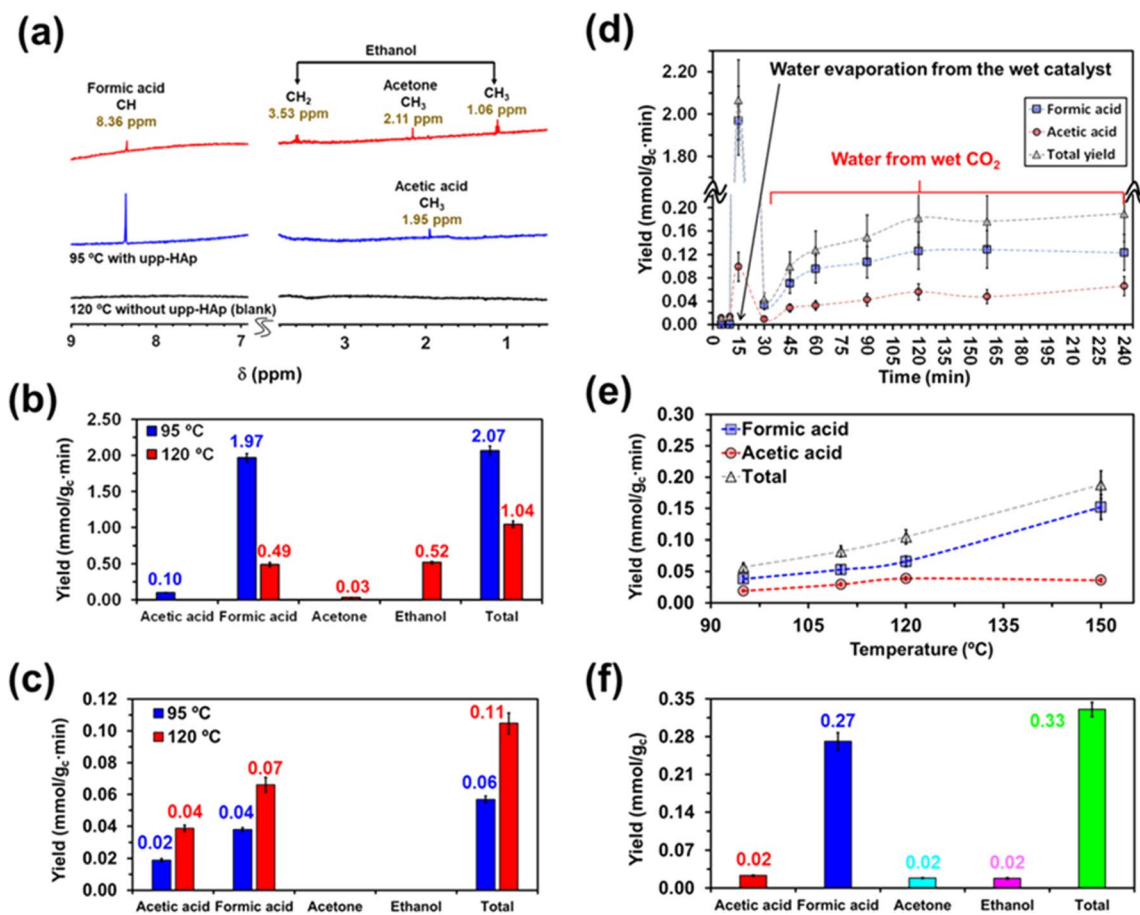 (a)
Ethanol
Formic acid
CH
8.36 ppm
CH2
3.53 ppm
Acetone
CH3
2.11 ppm
CH3
1.06 ppm
Acetic acid
CH3
1.95 ppm
95 ºC with upp-HAp
120 ºC without upp-HAp (blank)
9 8 7 3 2 1
δ (ppm)
(b)
Yield (mmol/gc·min)
2.50
2.00
1.50
1.00
0.50
0.00
95 ºC
120 ºC
0.10
1.97
0.49
0.03
0.52
2.07
1.04
Acetic acid Formic acid Acetone Ethanol Total
(c)
Yield (mmol/gc·min)
0.12
0.10
0.08
0.06
0.04
0.02
0.00
95 ºC
120 ºC
0.02
0.04
0.04
0.07
0.06
0.11
Acetic acid Formic acid Acetone Ethanol Total
(d)
Yield (mmol/gc·min)
2.20
2.00
1.80
0.20
0.16
0.12
0.08
0.04
0.00
Water evaporation from the wet catalyst
Formic acid
Acetic acid
Total yield
Water from wet CO2
0 15 30 45 60 75 90 105 120 135 150 165 180 195 210 225 240
Time (min)
(e)
Yield (mmol/gc·min)
0.30
0.25
0.20
0.15
0.10
0.05
0.00
Formic acid
Acetic acid
Total
90 105 120 135 150
Temperature (ºC)
(f)
Yield (mmol/gc)
0.35
0.28
0.21
0.14
0.07
0.00
0.02
0.27
0.02
0.02
0.33
Acetic acid Formic acid Acetone Ethanol Total